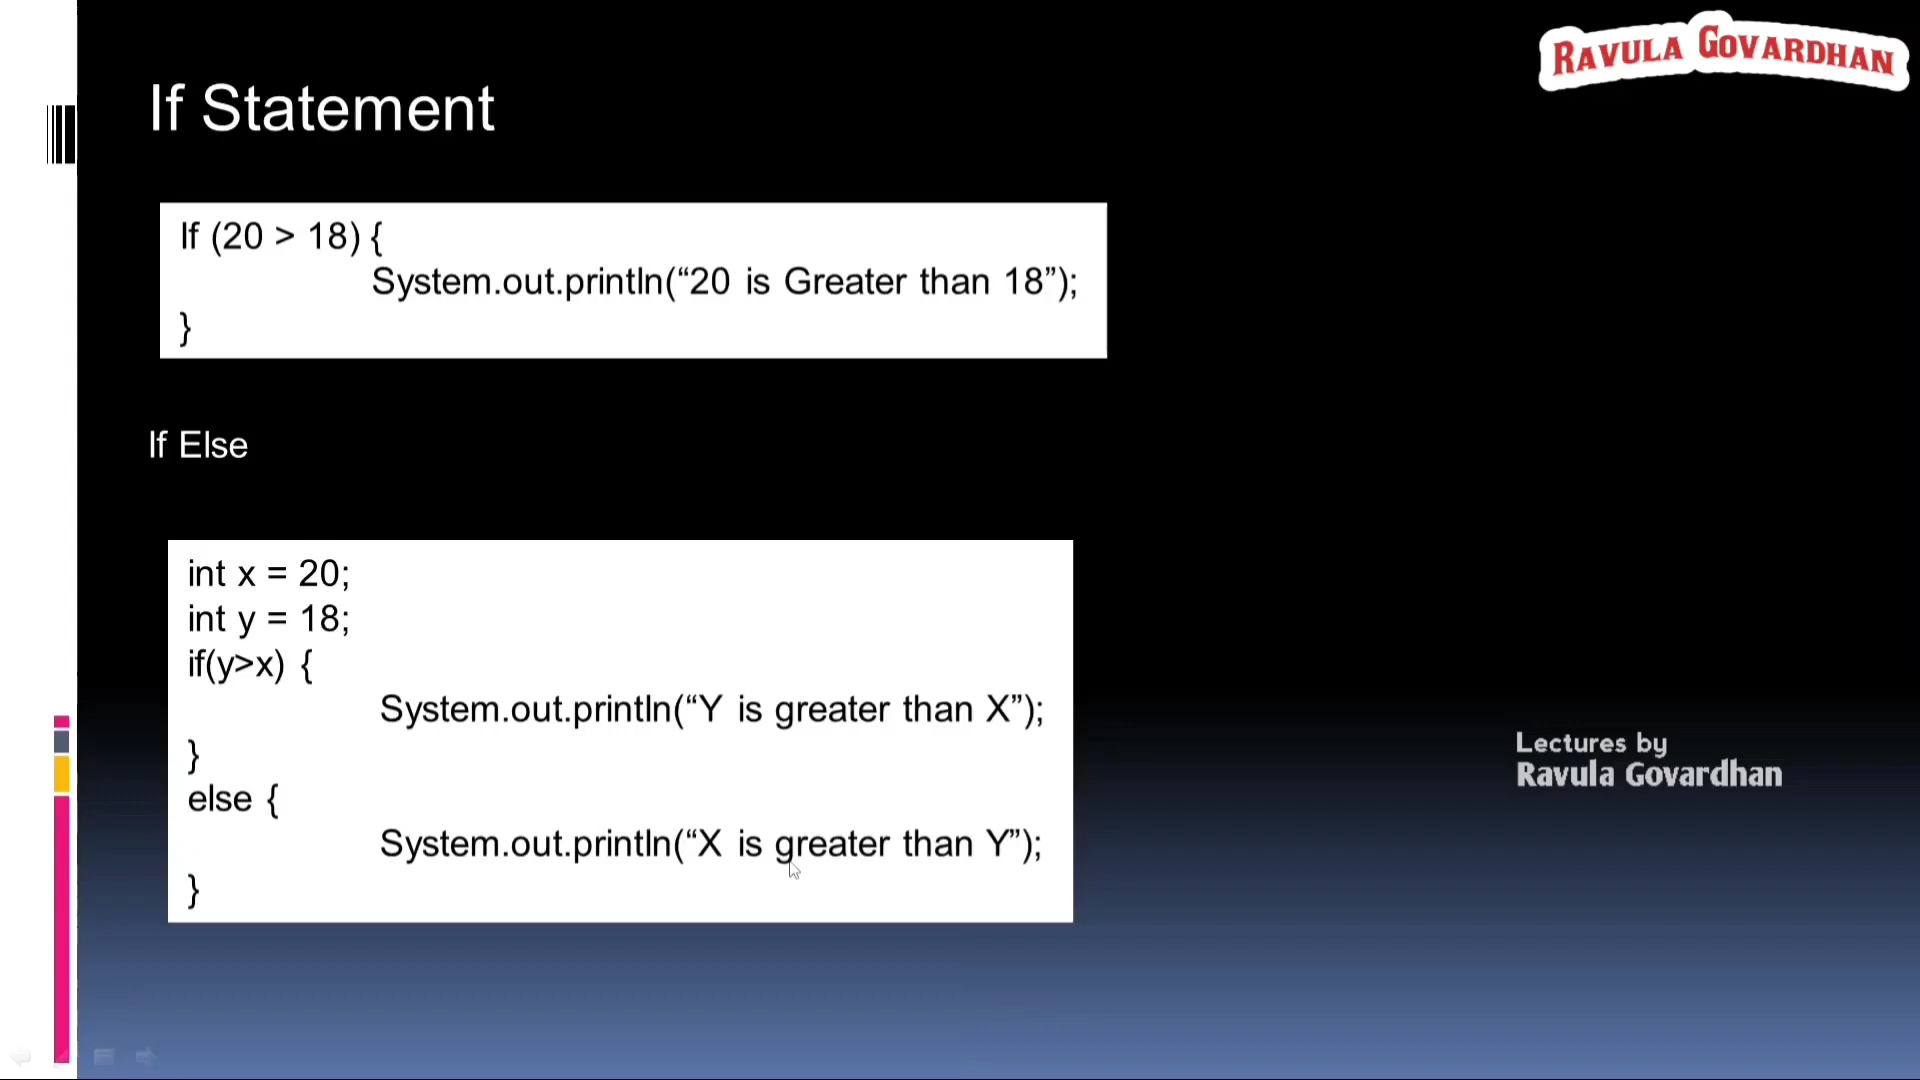 RAVULA GOVARDHAN
If Statement
If (20 > 18) {
System.out.println(“20 is Greater than 18”);
}
If Else
int x = 20;
int y = 18;
if(y>x) {
System.out.println(“Y is greater than X”);
}
else {
System.out.println(“X is greater than Y”);
}
Lectures by
Ravula Govardhan